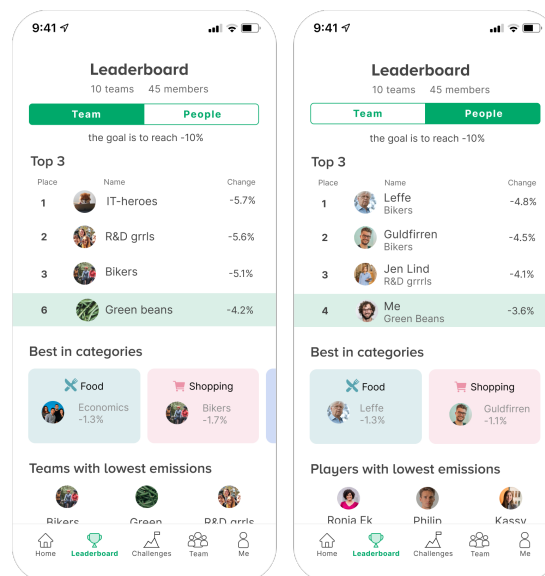 9:41
Leaderboard
10 teams 45 members
Team People
the goal is to reach -10%
Top 3
Place Name Change
1 IT-heroes -5.7%
2 R&D grrls -5.6%
3 Bikers -5.1%
6 Green beans -4.2%
Best in categories
Food
Economics
-1.3%
Shopping
Bikers
-1.7%
Teams with lowest emissions
Bikers Green R&D grrls
Home Leaderboard Challenges Team Me
9:41
Leaderboard
10 teams 45 members
Team People
the goal is to reach -10%
Top 3
Place Name Change
1 Leffe -4.8%
Bikers
2 Guldfirren -4.5%
Bikers
3 Jen Lind -4.1%
R&D grrrls
4 Me -3.6%
Green Beans
Best in categories
Food
Leffe
-1.3%
Shopping
Guldfirren
-1.1%
Players with lowest emissions
Ronja Ek Philip Kassy
Home Leaderboard Challenges Team Me